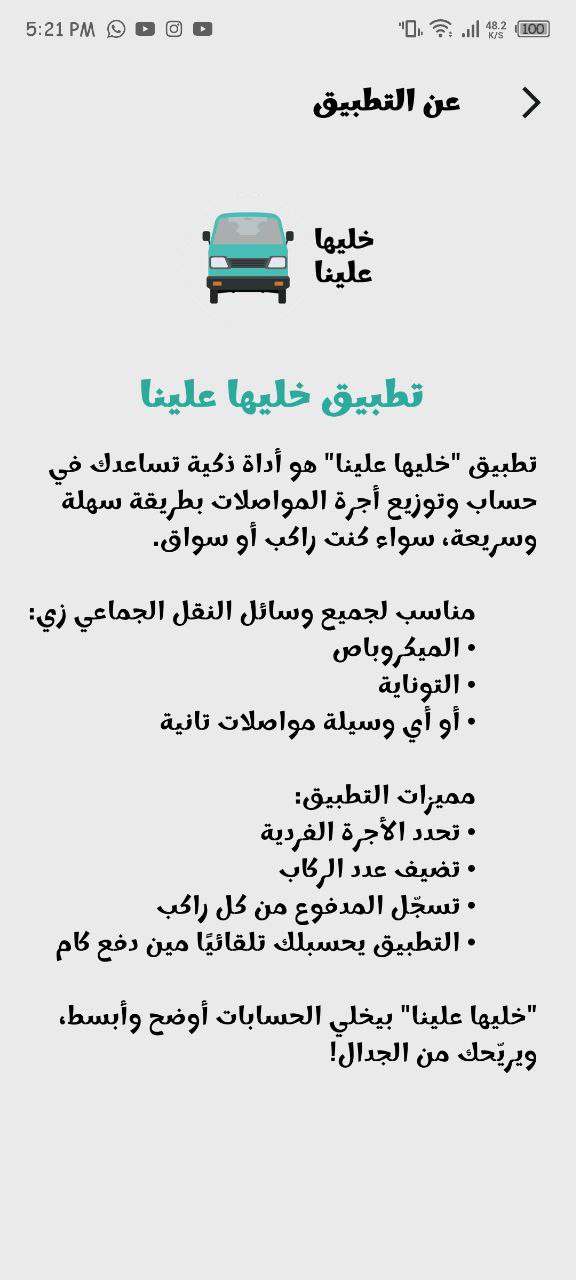 5:21 PM
48.2
K/S
100
عن التطبيق
خليها
علينا
تطبيق خليها علينا
تطبيق "خليها علينا" هو أداة ذكية تساعدك في
حساب وتوزيع أجرة المواصلات بطريقة سهلة
وسريعة، سواء كنت راكب أو سواق.
مناسب لجميع وسائل النقل الجماعي زي:
• الميكروباص
• التوناية
• أو أي وسيلة مواصلات تانية
مميزات التطبيق:
• تحدد الأجرة الفردية
• تضيف عدد الركاب
• تسجّل المدفوع من كل راكب
• التطبيق يحسبلك تلقائيًا مين دفع كام
"خليها علينا" بيخلي الحسابات أوضح وأبسط،
ويريّحك من الجدال!